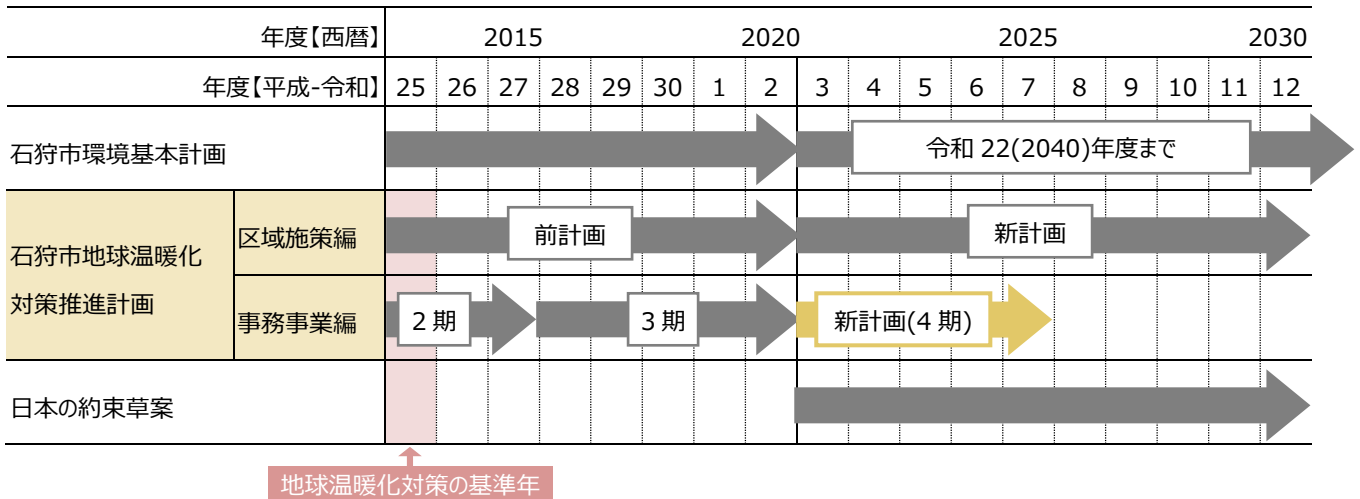 年度【西暦】 2015 2020 2025 2030
年度【平成-令和】 25 26 27 28 29 30 1 2 3 4 5 6 7 8 9 10 11 12
石狩市環境基本計画 令和 22(2040)年度まで
石狩市地球温暖化
対策推進計画
区域施策編 前計画 新計画
事務事業編 2 期 3 期 新計画(4 期)
日本の約束草案
地球温暖化対策の基準年